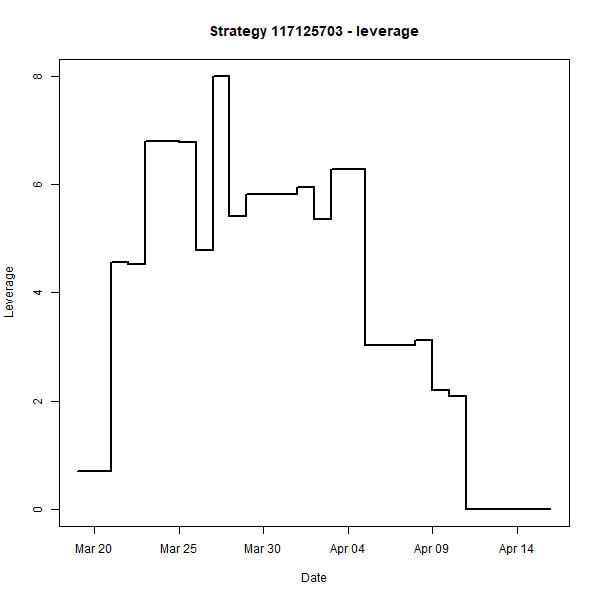 Strategy 117125703 - leverage
8
6
4
2
0
Leverage
Mar 20
Mar 25
Mar 30
Apr 04
Apr 09
Apr 14
Date